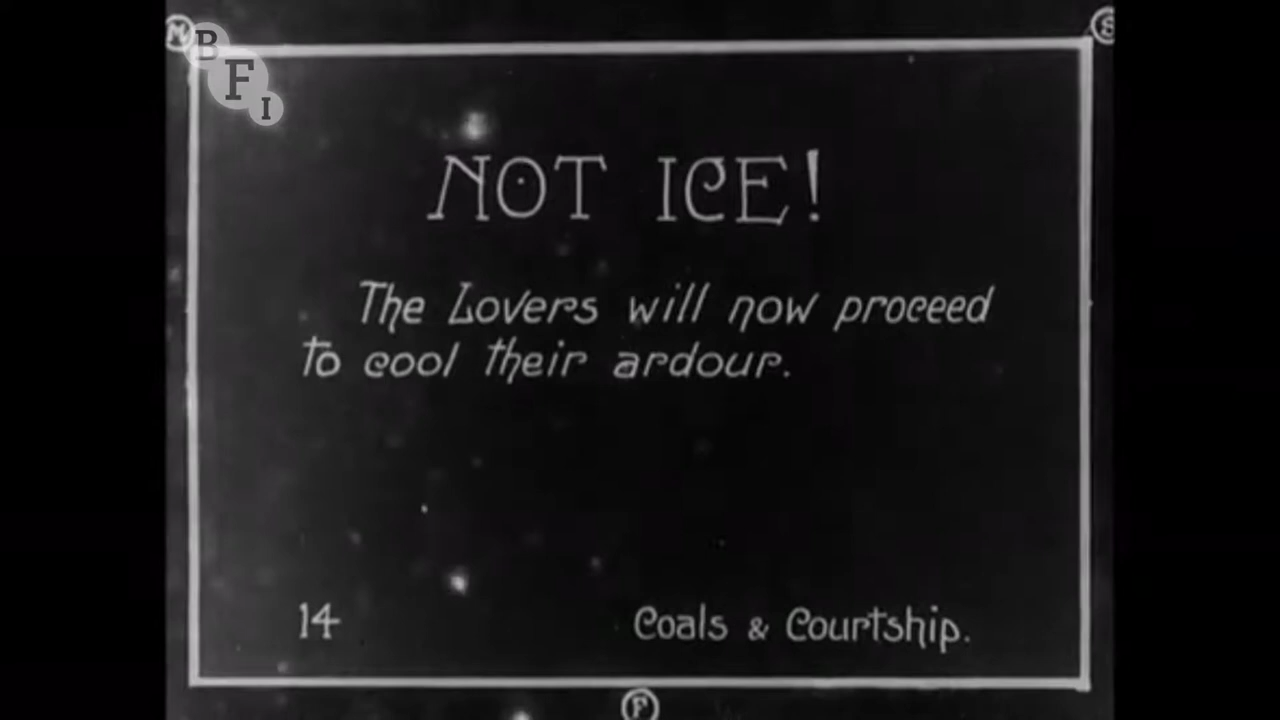 M
S
BFI
NOT ICE!
The Lovers will now proceed
to cool their ardour.
14
Coals & Courtship.
F